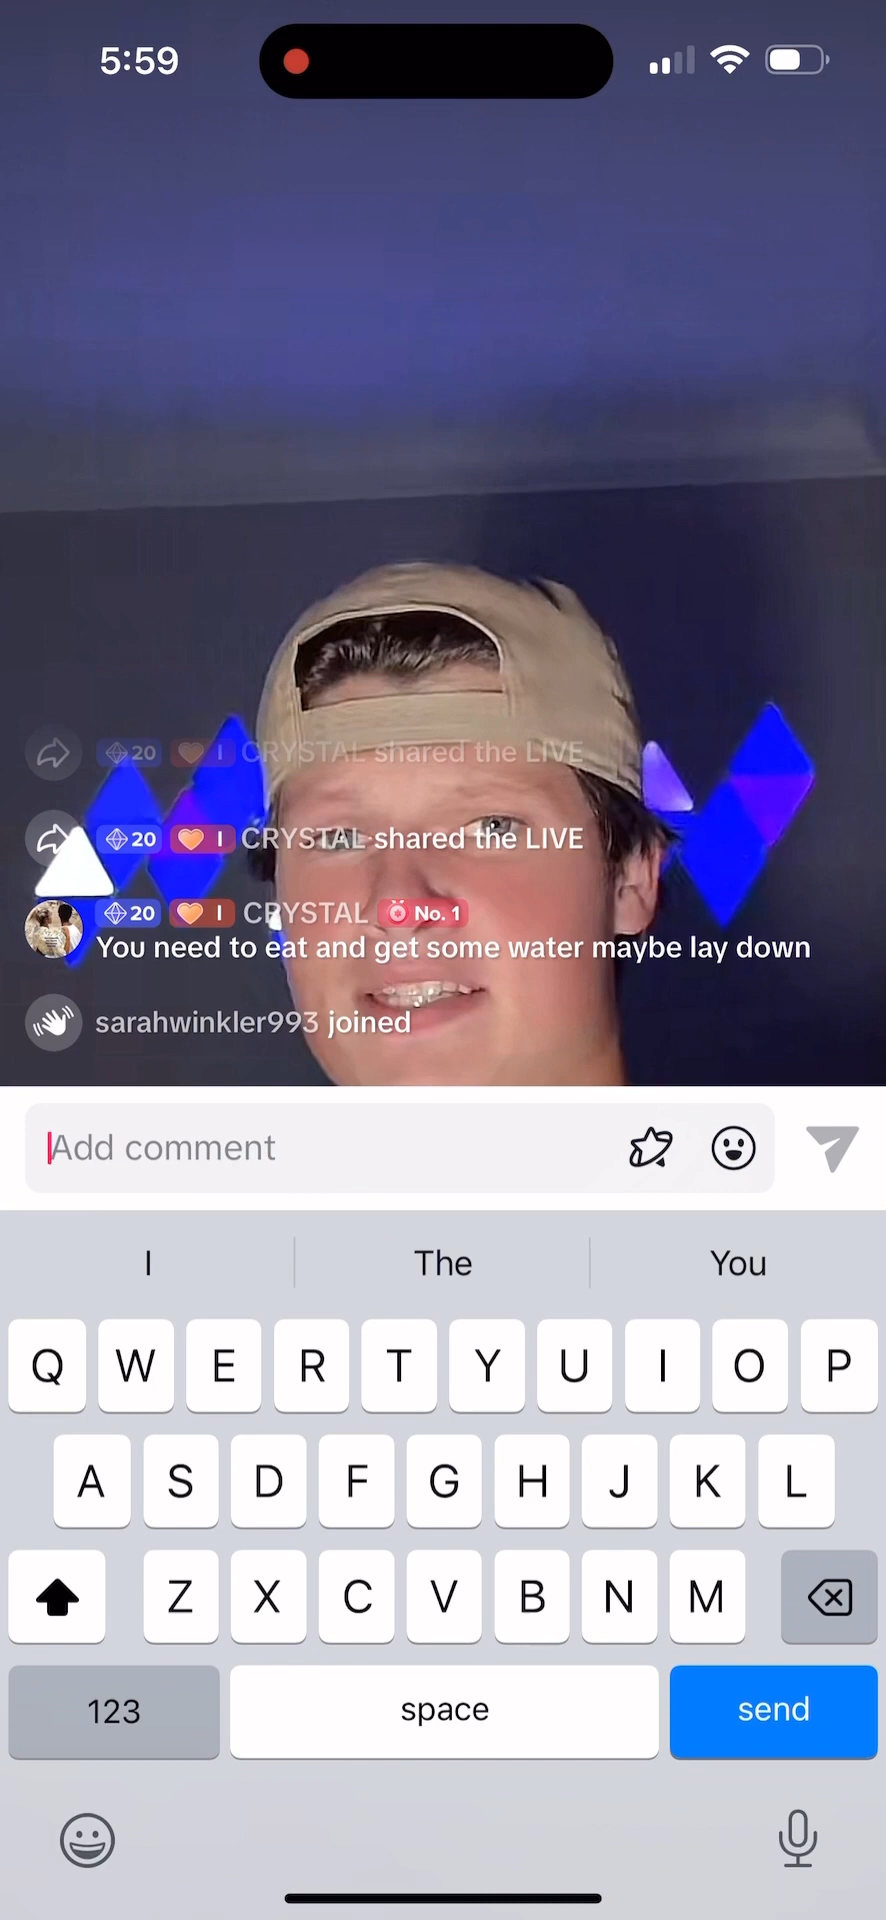 5:59
20 I CRYSTAL shared the LIVE
20 I CRYSTAL shared the LIVE
20 I CRYSTAL No. 1
You need to eat and get some water maybe lay down
sarahwinkler993 joined
Add comment
I The You
Q W E R T Y U I O P
A S D F G H J K L
Z X C V B N M
123 space send